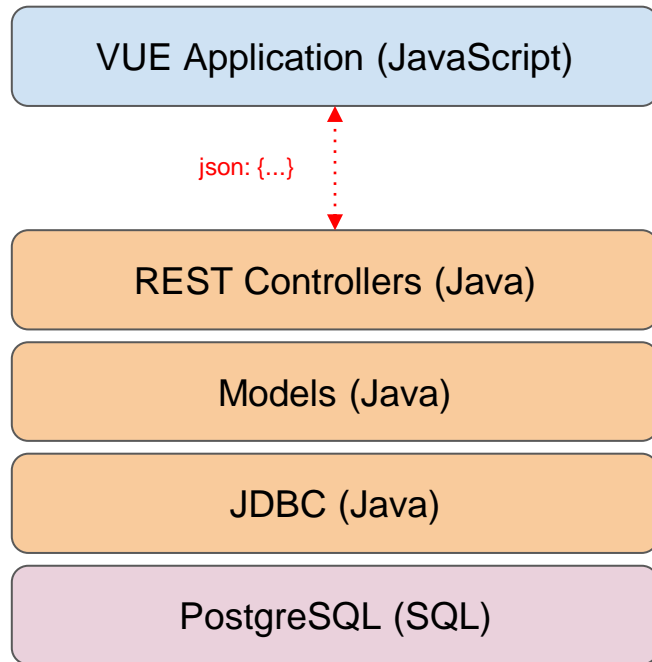 VUE Application (JavaScript)
json: {...}
REST Controllers (Java)
Models (Java)
JDBC (Java)
PostgreSQL (SQL)